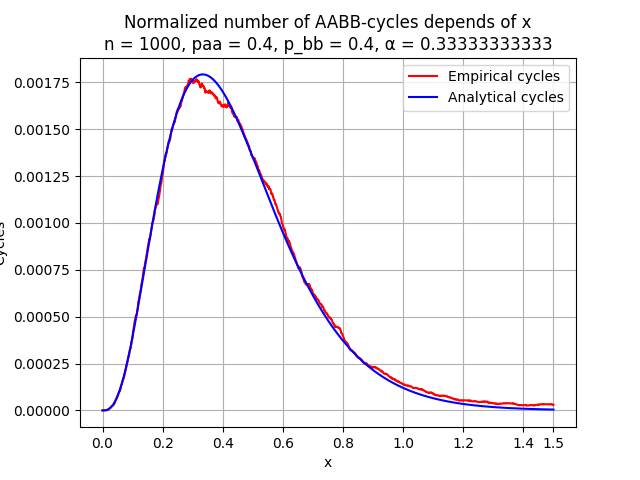 Normalized number of AABB-cycles depends of x
n = 1000, paa = 0.4, p_bb = 0.4, α = 0.33333333333
Empirical cycles
Analytical cycles
0.00175
0.00150
0.00125
0.00100
0.00075
0.00050
0.00025
0.00000
Cycles
0.0 0.2 0.4 0.6 0.8 1.0 1.2 1.4 1.5
x